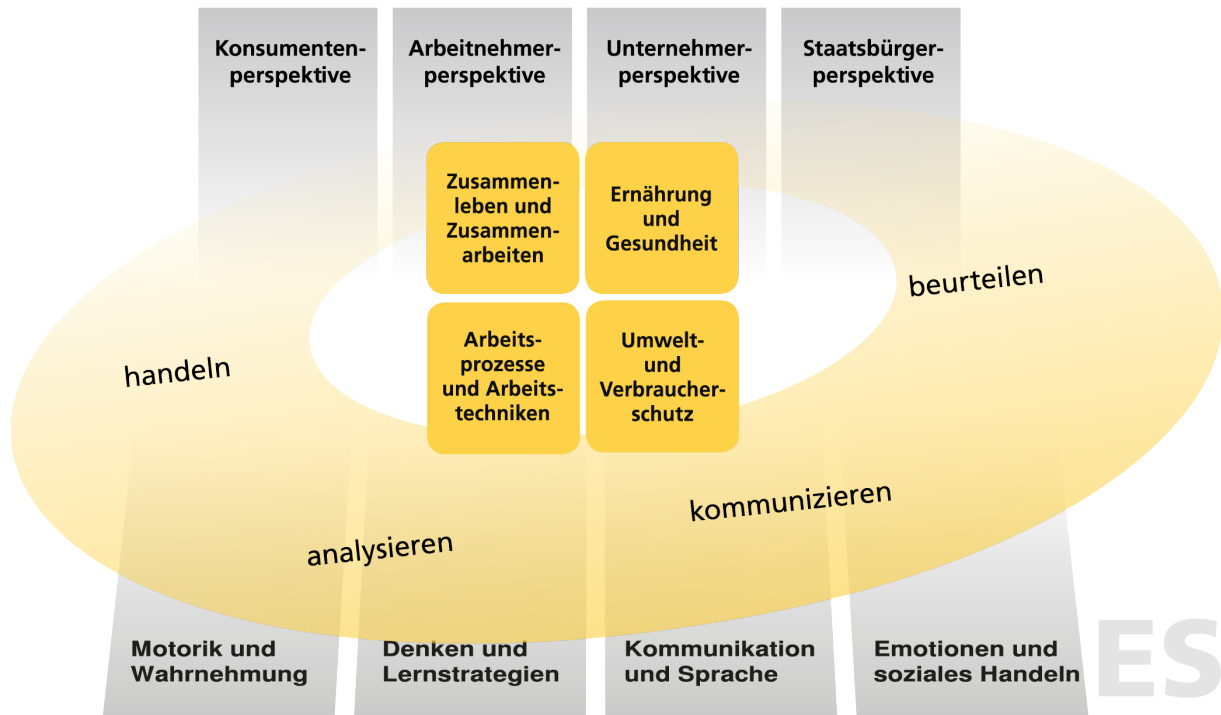 Konsumenten-
perspektive
Arbeitnehmer-
perspektive
Unternehmer-
perspektive
Staatsbürger-
perspektive
Zusammen-
leben und
Zusammen-
arbeiten
Ernährung
und
Gesundheit
Arbeits-
prozesse
und Arbeits-
techniken
Umwelt-
und
Verbraucher-
schutz
beurteilen
handeln
kommunizieren
analysieren
Motorik und
Wahrnehmung
Denken und
Lernstrategien
Kommunikation
und Sprache
Emotionen und
soziales Handeln
ES